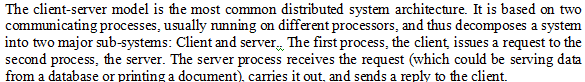 The client-server model is the most common distributed system architecture. It is based on two
communicating processes, usually running on different processors, and thus decomposes a system
into two major sub-systems: Client and server.. The first process, the client, issues a request to the
second process, the server. The server process receives the request (which could be serving data
from a database or printing a document), carries it out, and sends a reply to the client.